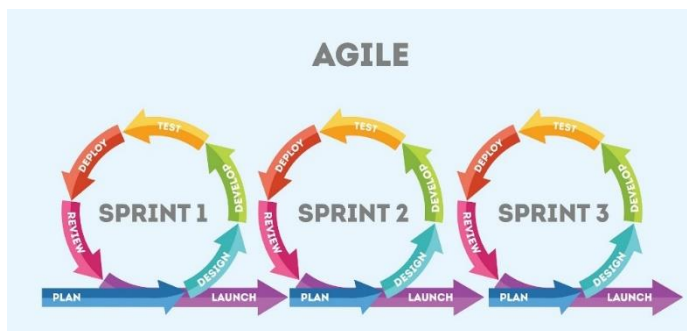 AGILE
TEST
DEPLOY
DEVELOP
SPRINT 1
REVIEW
DESIGN
PLAN
LAUNCH
TEST
DEPLOY
DEVELOP
SPRINT 2
REVIEW
DESIGN
PLAN
LAUNCH
TEST
DEPLOY
DEVELOP
SPRINT 3
REVIEW
DESIGN
PLAN
LAUNCH